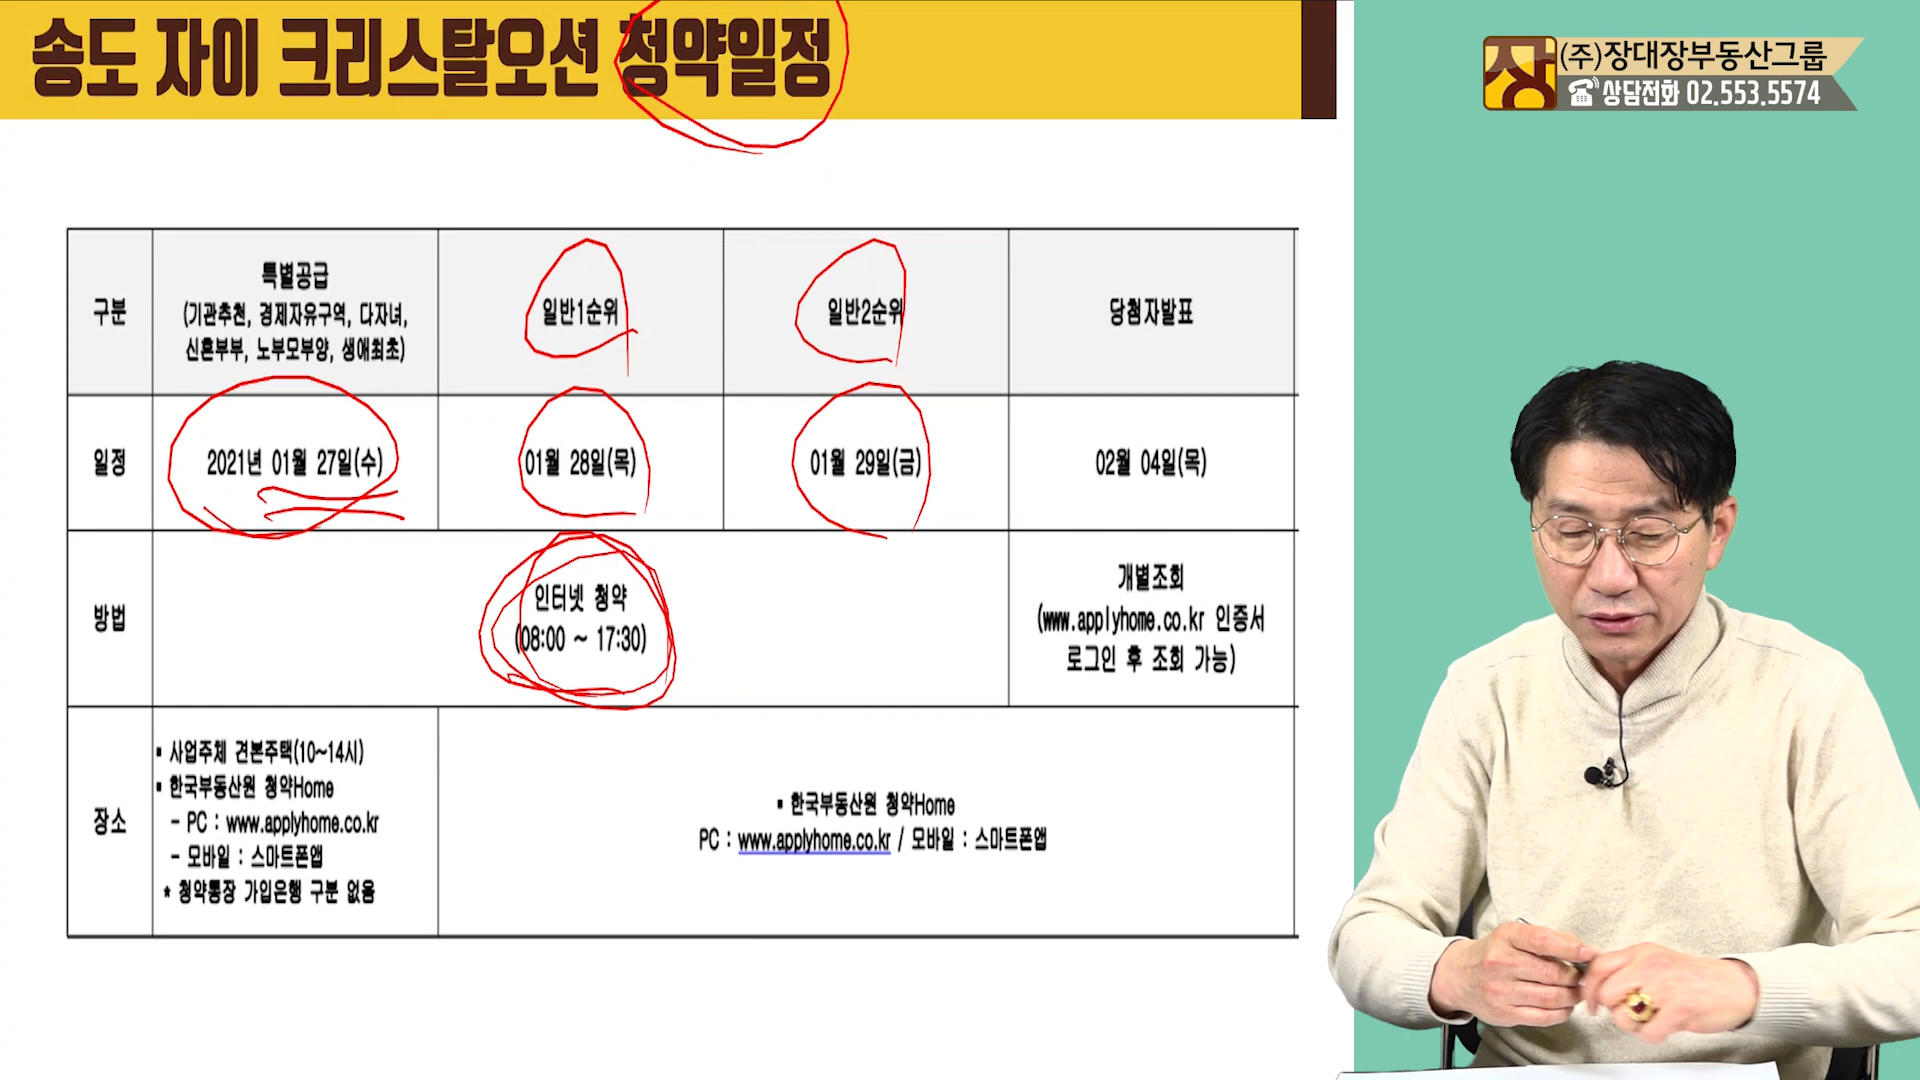 송도 자이 크리스탈오션 청약일정
장
(주)장대장부동산그룹
상담전화 02.553.5574
구분
특별공급
(기관추천, 경제자유구역, 다자녀,
신혼부부, 노부모부양, 생애최초)
일반1순위
일반2순위
당첨자발표
일정
2021년 01월 27일(수)
01월 28일(목)
01월 29일(금)
02월 04일(목)
방법
인터넷 청약
(08:00 ~ 17:30)
개별조회
(www.applyhome.co.kr 인증서
로그인 후 조회 가능)
장소
▪ 사업주체 견본주택(10~14시)
▪ 한국부동산원 청약Home
- PC : www.applyhome.co.kr
- 모바일 : 스마트폰앱
* 청약통장 가입은행 구분 없음
▪ 한국부동산원 청약Home
PC : www.applyhome.co.kr / 모바일 : 스마트폰앱